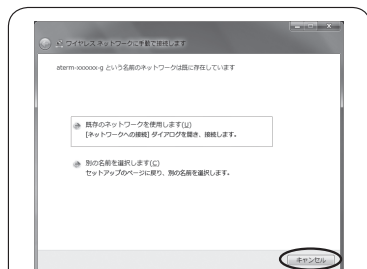 ワイヤレス ネットワークに手動で接続します
aterm-xxxxxx-g という名前のネットワークは既に存在しています
既存のネットワークを使用します(U)
[ネットワークへの接続] ダイアログを開き、接続します。
別の名前を選択します(C)
セットアップのページに戻り、別の名前を選択します。
キャンセル